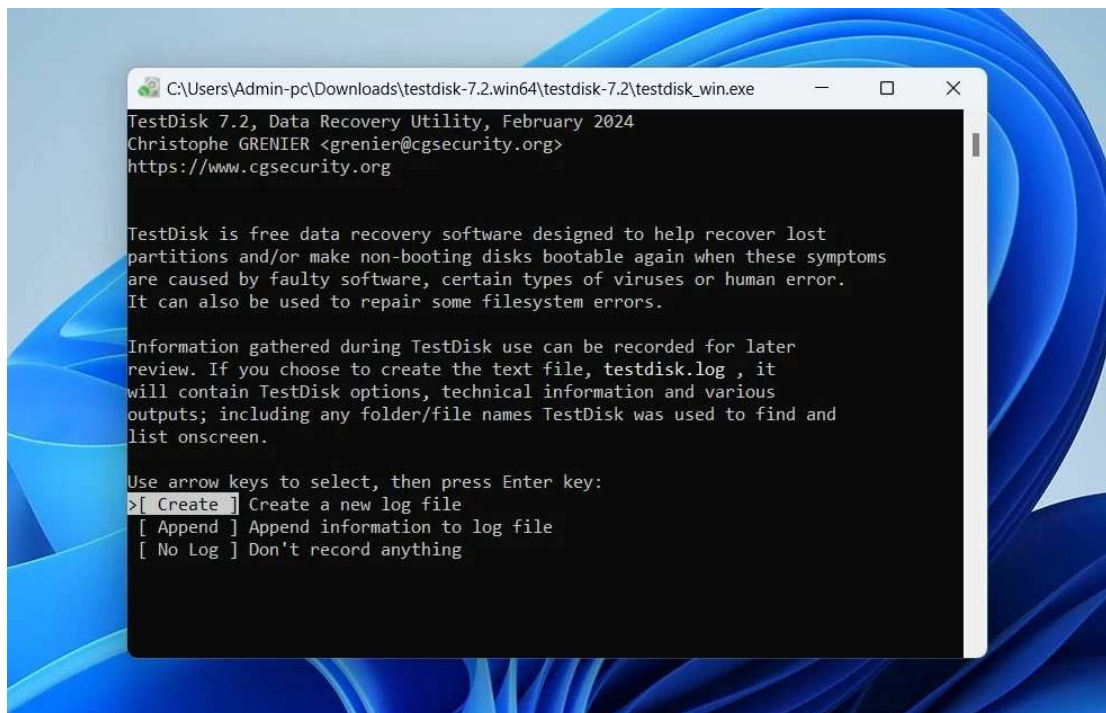 C:\Users\Admin-pc\Downloads\testdisk-7.2.win64\testdisk-7.2\testdisk_win.exe
TestDisk 7.2, Data Recovery Utility, February 2024
Christophe GRENIER <grenier@cgsecurity.org>
https://www.cgsecurity.org
TestDisk is free data recovery software designed to help recover lost
partitions and/or make non-booting disks bootable again when these symptoms
are caused by faulty software, certain types of viruses or human error.
It can also be used to repair some filesystem errors.
Information gathered during TestDisk use can be recorded for later
review. If you choose to create the text file, testdisk.log , it
will contain TestDisk options, technical information and various
outputs; including any folder/file names TestDisk was used to find and
list onscreen.
Use arrow keys to select, then press Enter key:
>[ Create ] Create a new log file
[ Append ] Append information to log file
[ No Log ] Don't record anything